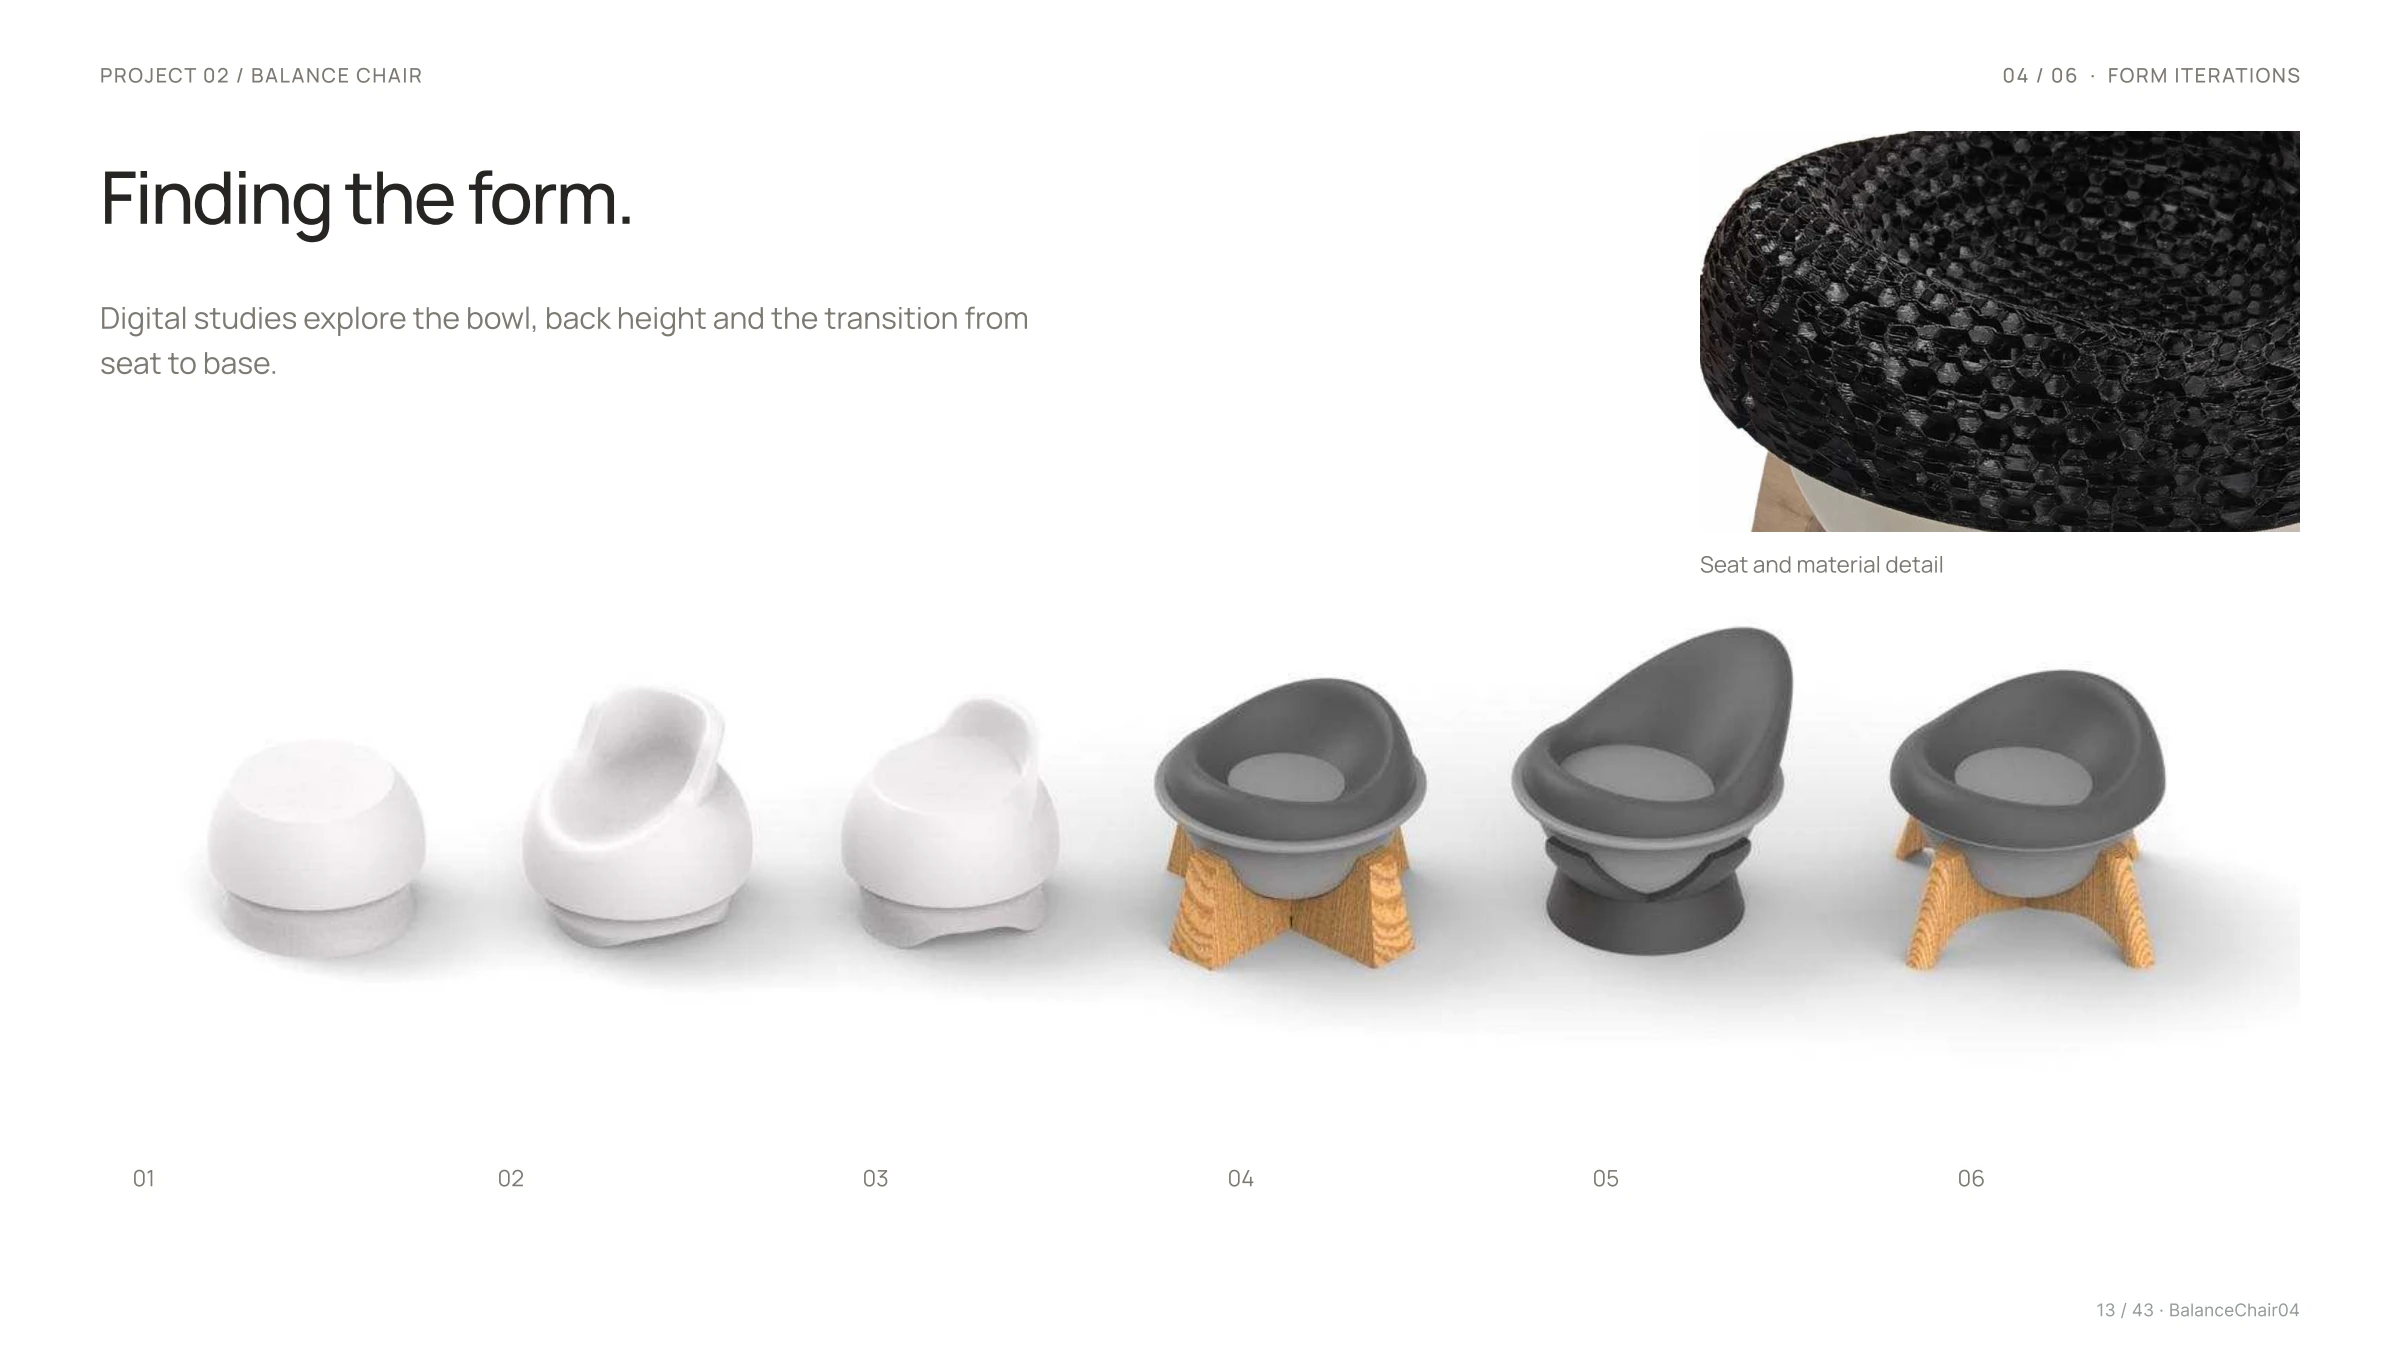 PROJECT 02 / BALANCE CHAIR
04 / 06 · FORM ITERATIONS
Finding the form.
Digital studies explore the bowl, back height and the transition from
seat to base.
Seat and material detail
01
02
03
04
05
06
13 / 43 · BalanceChair04